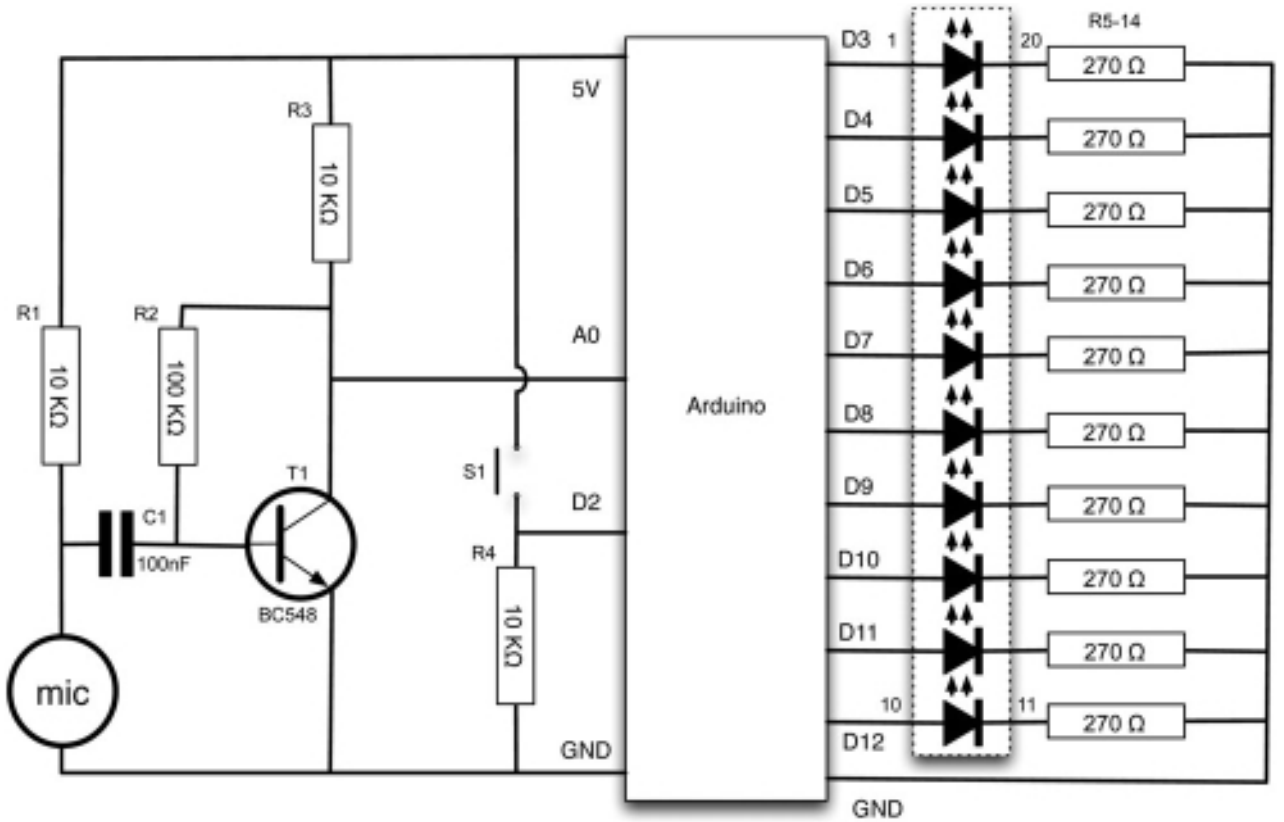 R1
10 KΩ
R2
100 KΩ
R3
10 KΩ
C1
100nF
T1
BC548
mic
S1
R4
10 KΩ
5V
A0
D2
GND
Arduino
D3
1
20
R5-14
270 Ω
D4
270 Ω
D5
270 Ω
D6
270 Ω
D7
270 Ω
D8
270 Ω
D9
270 Ω
D10
270 Ω
D11
270 Ω
10
11
270 Ω
D12
GND